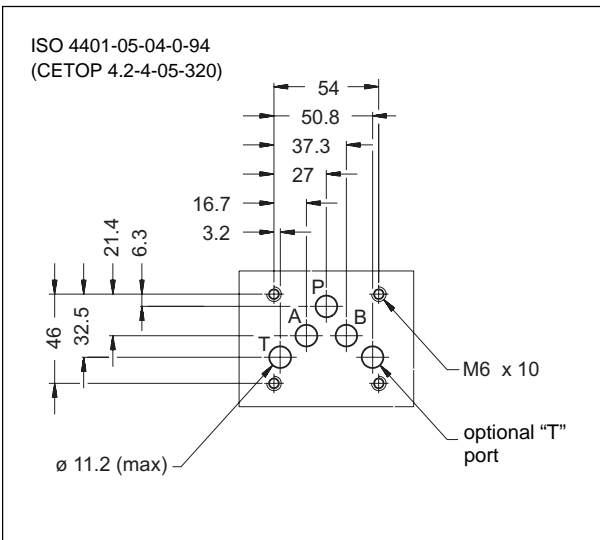 ISO 4401-05-04-0-94
(CETOP 4.2-4-05-320)
54
50.8
37.3
27
16.7
3.2
21.4
6.3
46
32.5
P
A
B
T
M6 x 10
optional “T”
port
ø 11.2 (max)